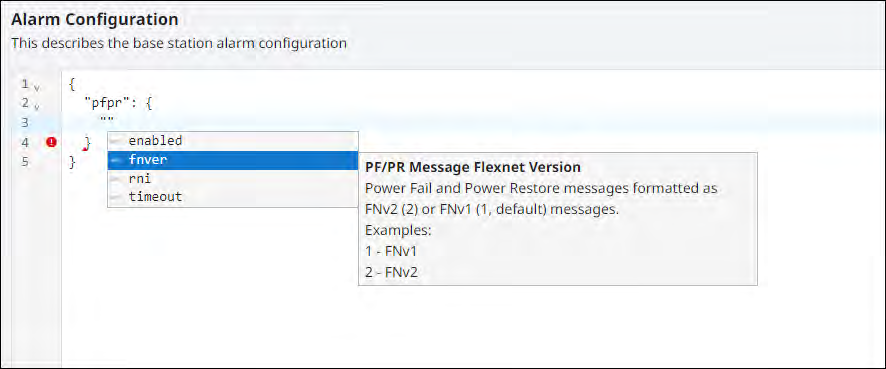 Alarm Configuration
This describes the base station alarm configuration
1 {
2 "pfpr": {
3 ""
4 }
5 }
enabled
fnver
rni
timeout
PF/PR Message Flexnet Version
Power Fail and Power Restore messages formatted as
FNv2 (2) or FNv1 (1, default) messages.
Examples:
1 - FNv1
2 - FNv2